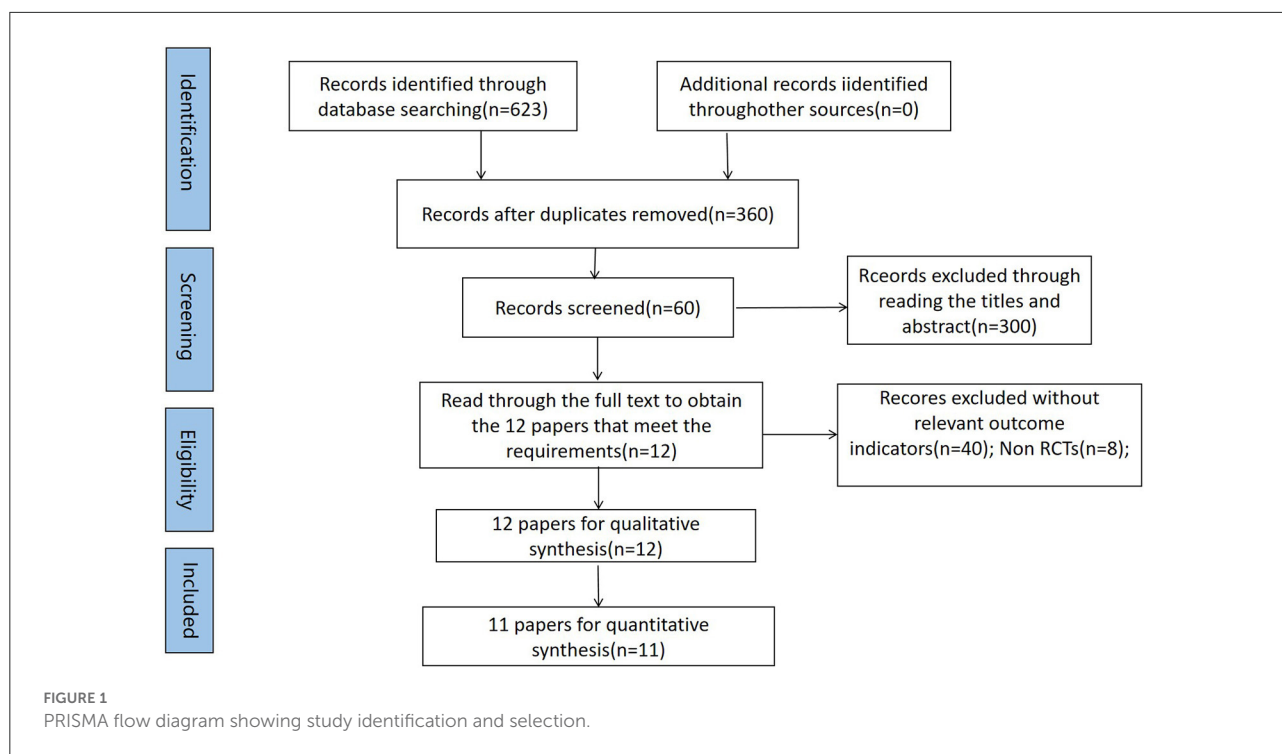 Identification
Records identified through
database searching(n=623)
Additional records iidentified
throughother sources(n=0)
Records after duplicates removed(n=360)
Screening
Records screened(n=60)
Rceords excluded through
reading the titles and
abstract(n=300)
Eligibility
Read through the full text to obtain
the 12 papers that meet the
requirements(n=12)
Recores excluded without
relevant outcome
indicators(n=40); Non RCTs(n=8);
12 papers for qualitative
synthesis(n=12)
Included
11 papers for quantitative
synthesis(n=11)
FIGURE 1
PRISMA flow diagram showing study identification and selection.